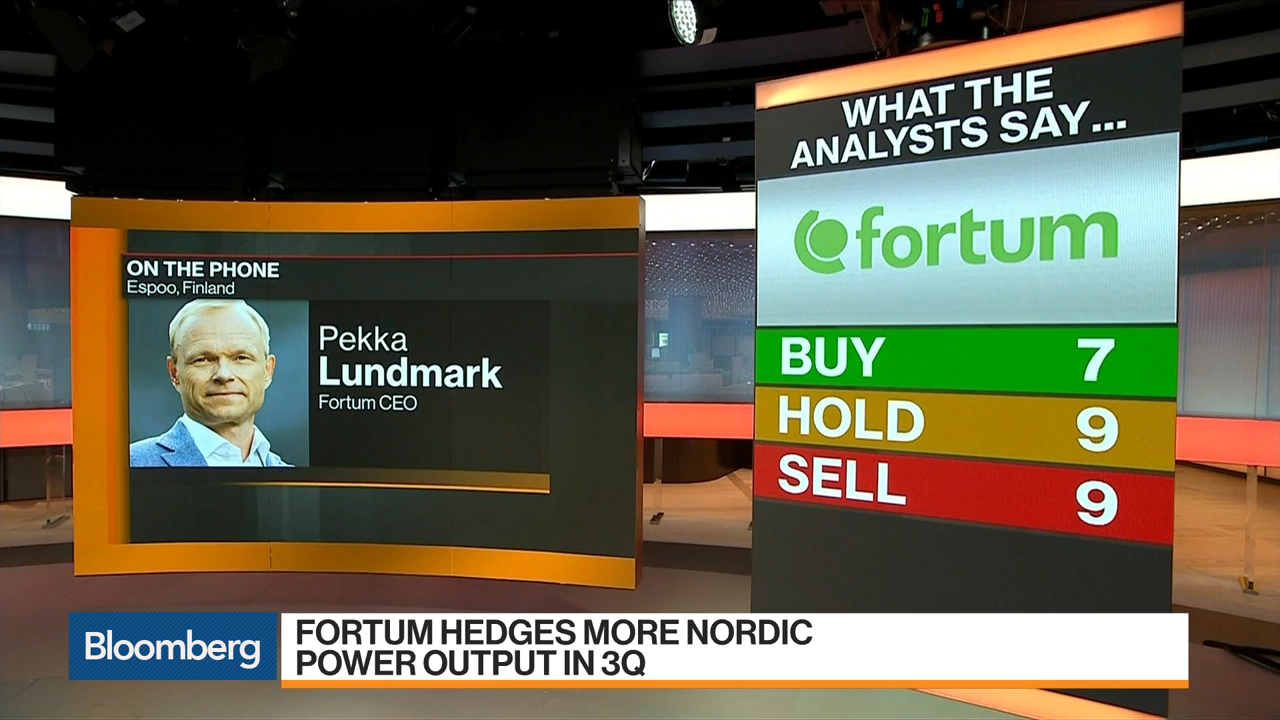 ON THE PHONE
Espoo, Finland
Pekka
Lundmark
Fortum CEO
WHAT THE
ANALYSTS SAY...
fortum
BUY 7
HOLD 9
SELL 9
Bloomberg
FORTUM HEDGES MORE NORDIC
POWER OUTPUT IN 3Q